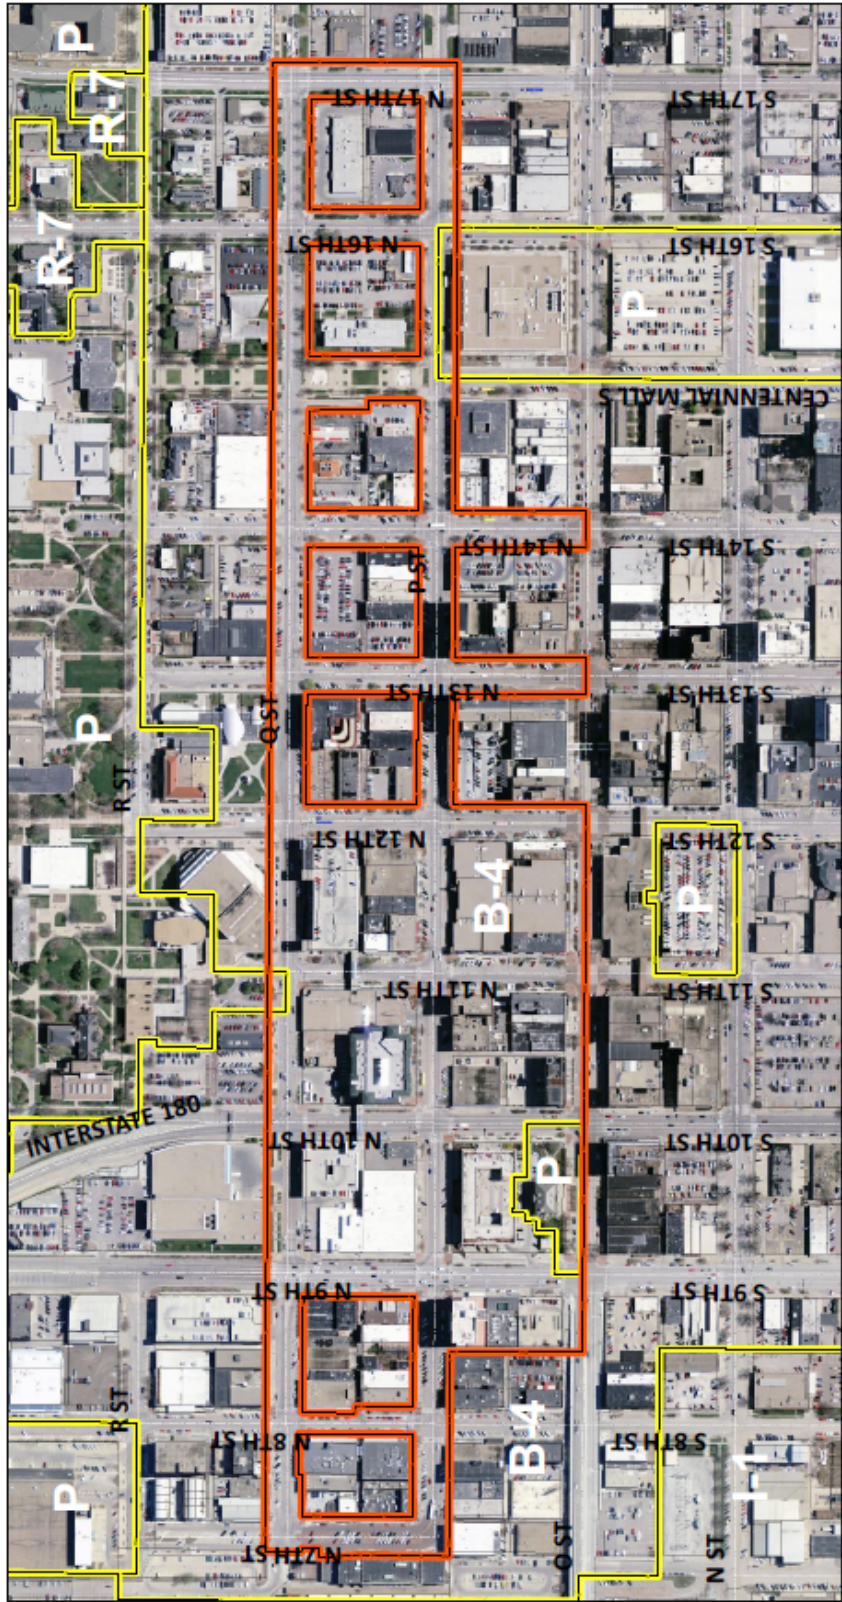 P
R-7
N 17TH ST
S 17TH ST
R-7
N 16TH ST
S 16TH ST
P
CENTENNIAL MALL S
N 14TH ST
S 14TH ST
P ST
N 13TH ST
S 13TH ST
Q ST
P
R ST
N 12TH ST
S 12TH ST
B-4
P
N 11TH ST
S 11TH ST
INTERSTATE 180
N 10TH ST
S 10TH ST
P
N 9TH ST
S 9TH ST
R ST
N 8TH ST
S 8TH ST
B-4
P
I-1
N 7TH ST
O ST
N ST